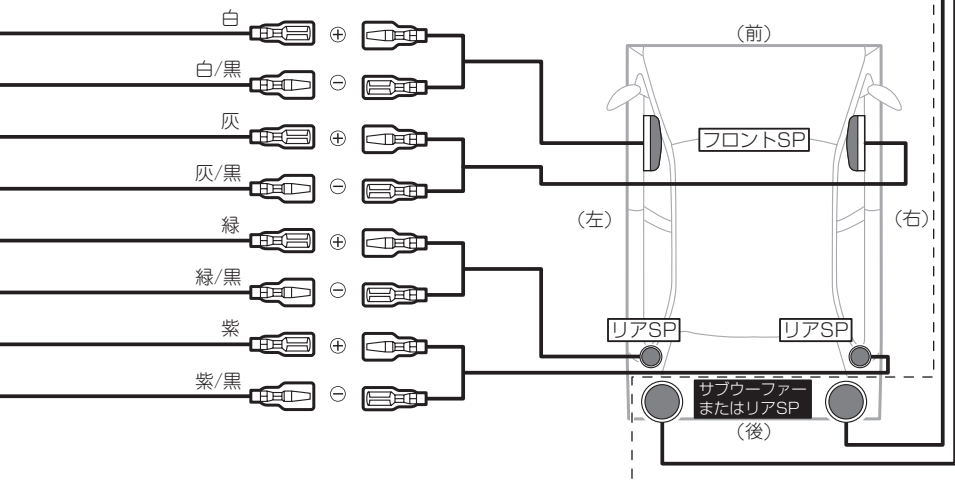 白
⊕
白/黒
⊖
灰
⊕
灰/黒
⊖
緑
⊕
緑/黒
⊖
紫
⊕
紫/黒
⊖
（前）
フロントSP
（左）
（右）
リアSP
リアSP
サブウーファー
またはリアSP
（後）